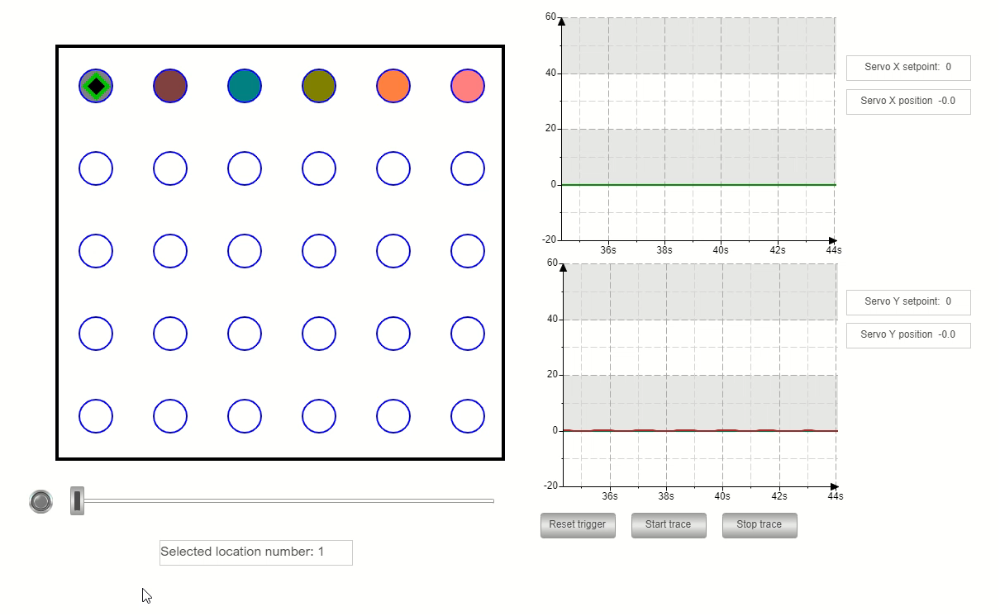 60
40
20
0
-20
36s 38s 40s 42s 44s
Servo X setpoint: 0
Servo X position -0.0
60
40
20
0
-20
36s 38s 40s 42s 44s
Servo Y setpoint: 0
Servo Y position -0.0
Reset trigger Start trace Stop trace
Selected location number: 1